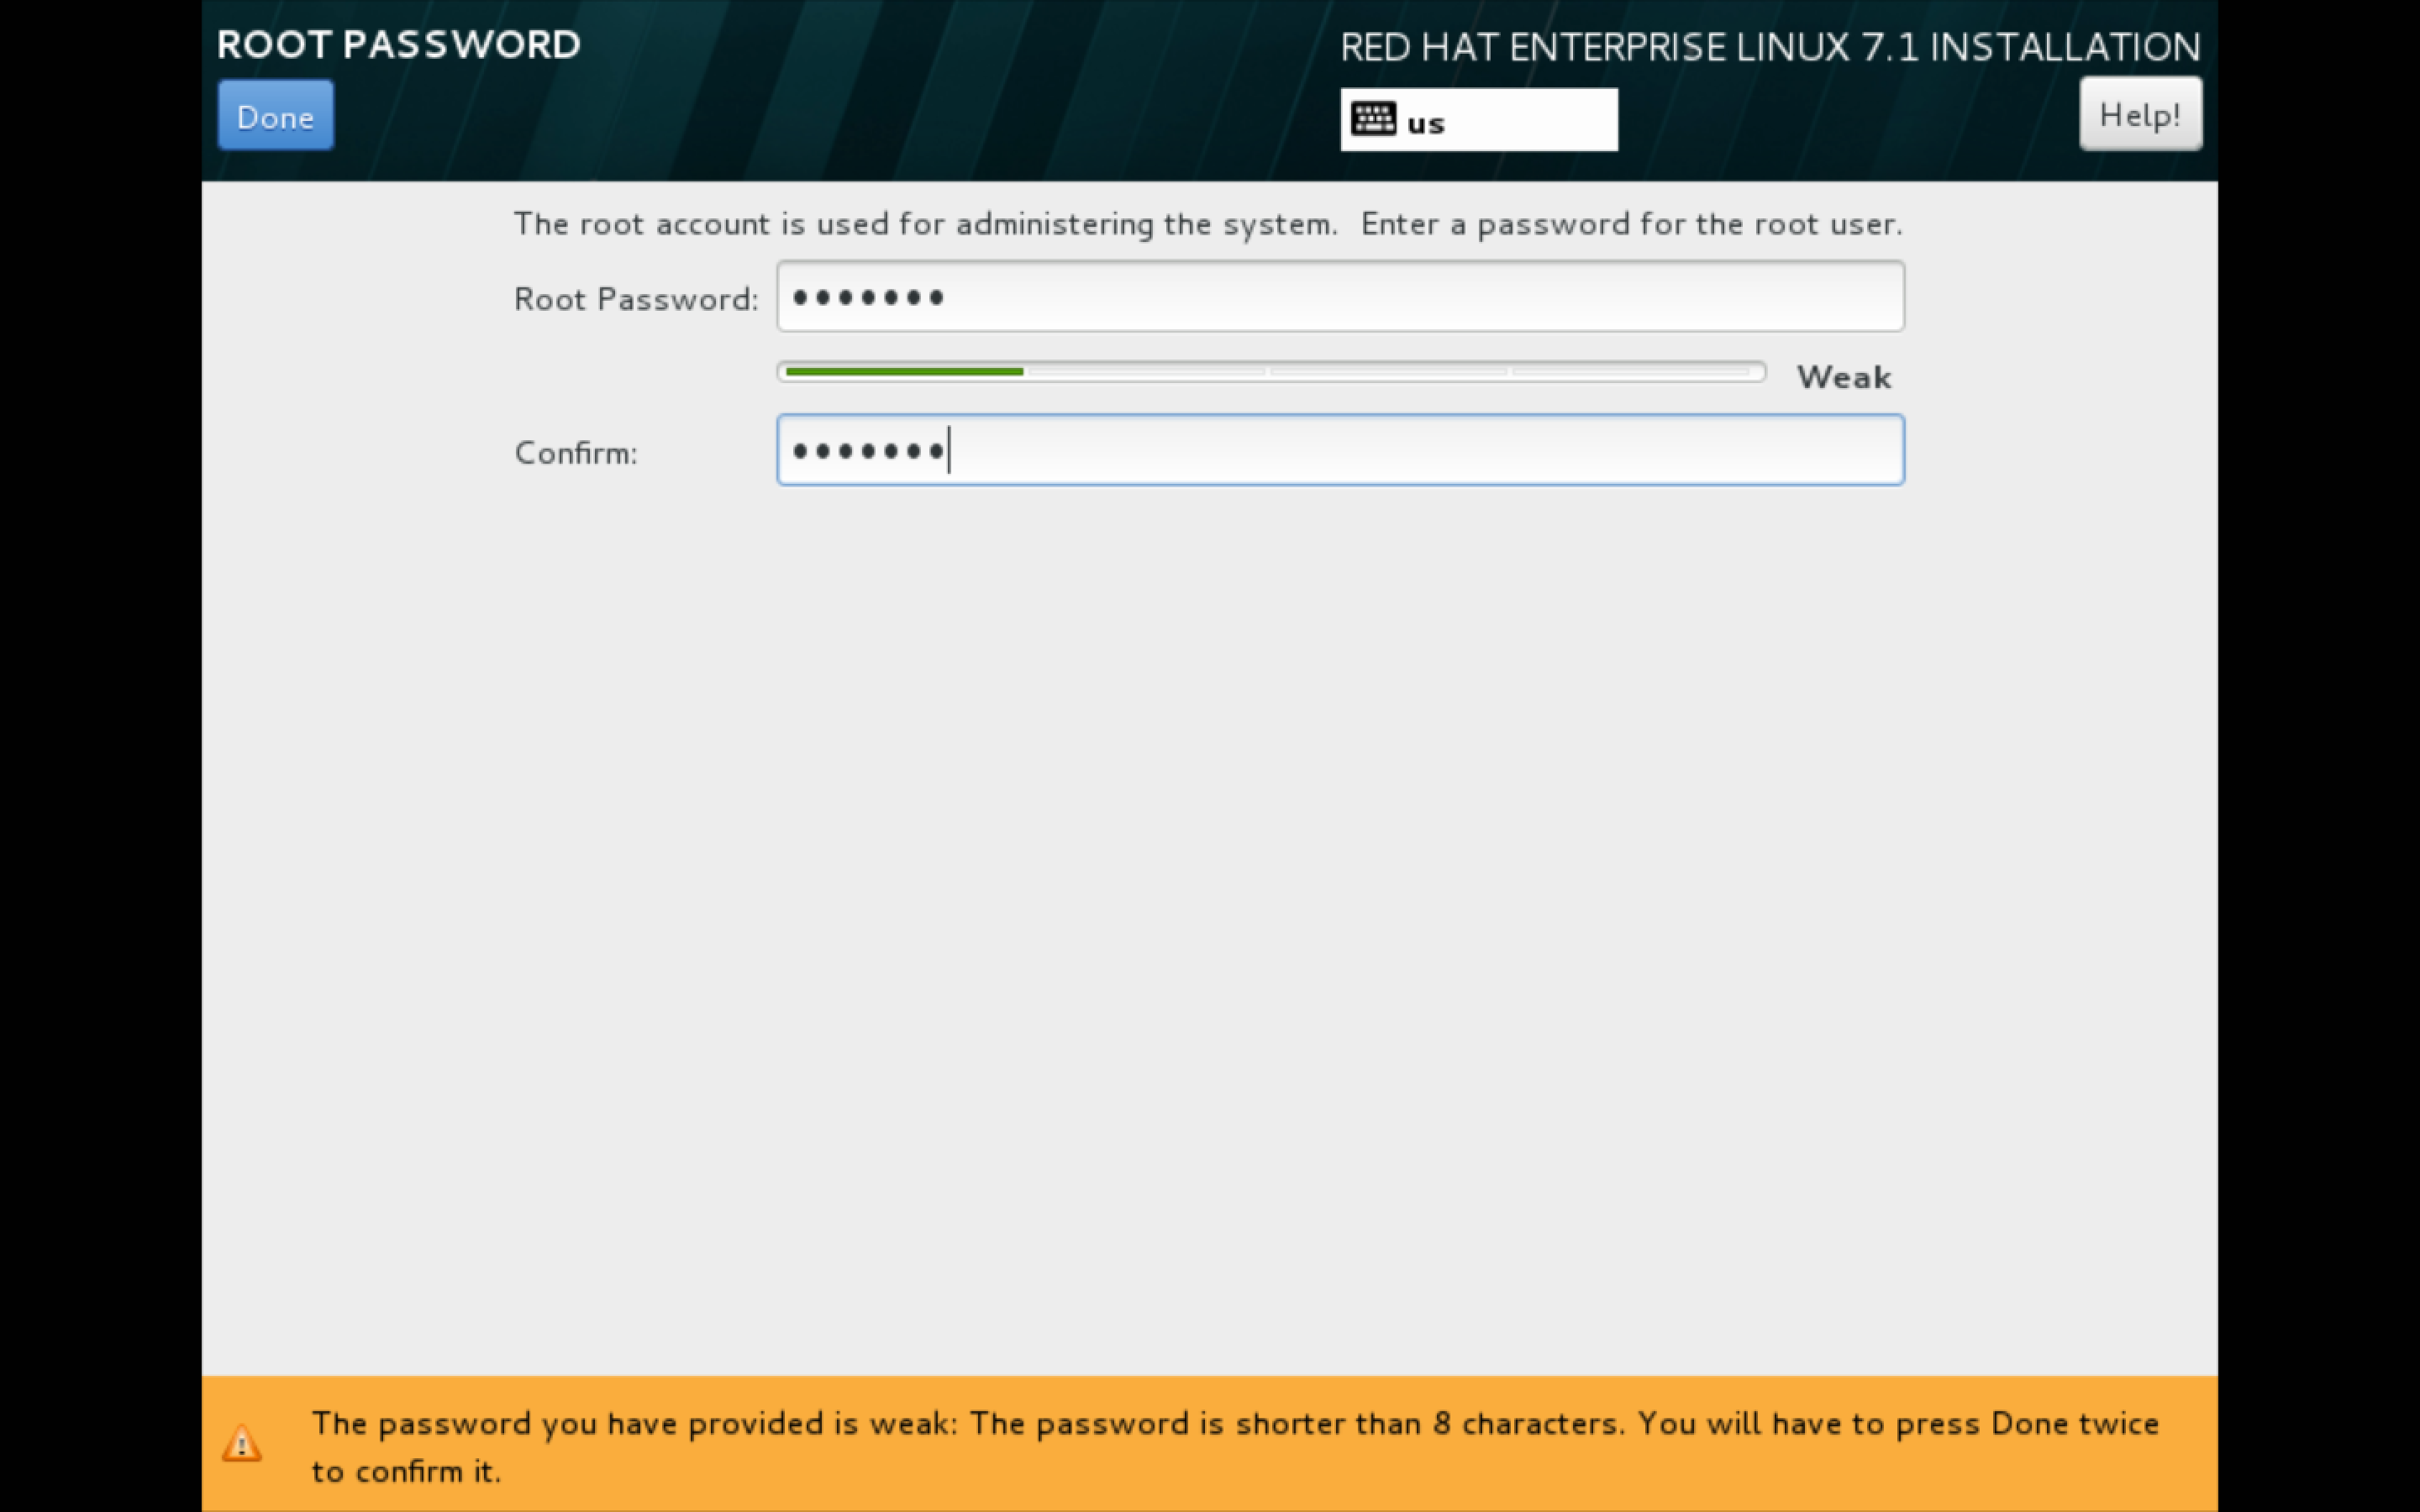 ROOT PASSWORD
RED HAT ENTERPRISE LINUX 7.1 INSTALLATION
Done
us
Help!
The root account is used for administering the system.  Enter a password for the root user.
Root Password: •••••••
Weak
Confirm: •••••••
The password you have provided is weak: The password is shorter than 8 characters. You will have to press Done twice
to confirm it.